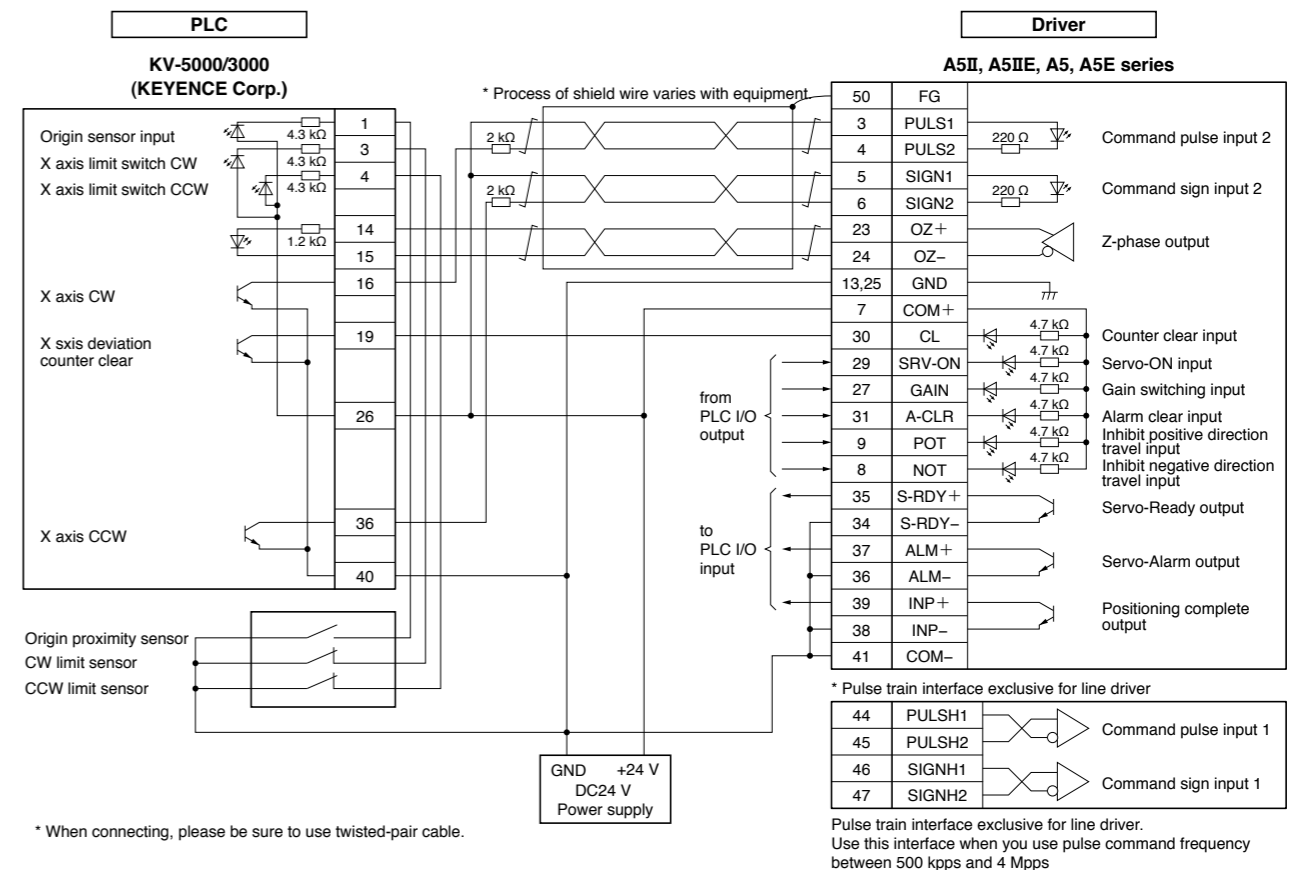 PLC
KV-5000/3000
(KEYENCE Corp.)
Origin sensor input
X axis limit switch CW
X axis limit switch CCW
4.3 kΩ
4.3 kΩ
4.3 kΩ
1.2 kΩ
X axis CW
X sxis deviation
counter clear
X axis CCW
1
3
4
14
15
16
19
26
36
40
Origin proximity sensor
CW limit sensor
CCW limit sensor
* Process of shield wire varies with equipment.
2 kΩ
2 kΩ
from
PLC I/O
output
to
PLC I/O
input
GND +24 V
DC24 V
Power supply
* When connecting, please be sure to use twisted-pair cable.
Driver
A5II, A5IIE, A5, A5E series
50 FG
3 PULS1
4 PULS2
220 Ω
Command pulse input 2
5 SIGN1
6 SIGN2
220 Ω
Command sign input 2
23 OZ+
24 OZ−
Z-phase output
13,25 GND
7 COM+
30 CL 4.7 kΩ Counter clear input
29 SRV-ON 4.7 kΩ Servo-ON input
27 GAIN 4.7 kΩ Gain switching input
31 A-CLR 4.7 kΩ Alarm clear input
9 POT 4.7 kΩ Inhibit positive direction
travel input
8 NOT 4.7 kΩ Inhibit negative direction
travel input
35 S-RDY+
34 S-RDY−
Servo-Ready output
37 ALM+
36 ALM−
Servo-Alarm output
39 INP+
38 INP−
Positioning complete
output
41 COM−
* Pulse train interface exclusive for line driver
44 PULSH1
45 PULSH2
Command pulse input 1
46 SIGNH1
47 SIGNH2
Command sign input 1
Pulse train interface exclusive for line driver.
Use this interface when you use pulse command frequency
between 500 kpps and 4 Mpps